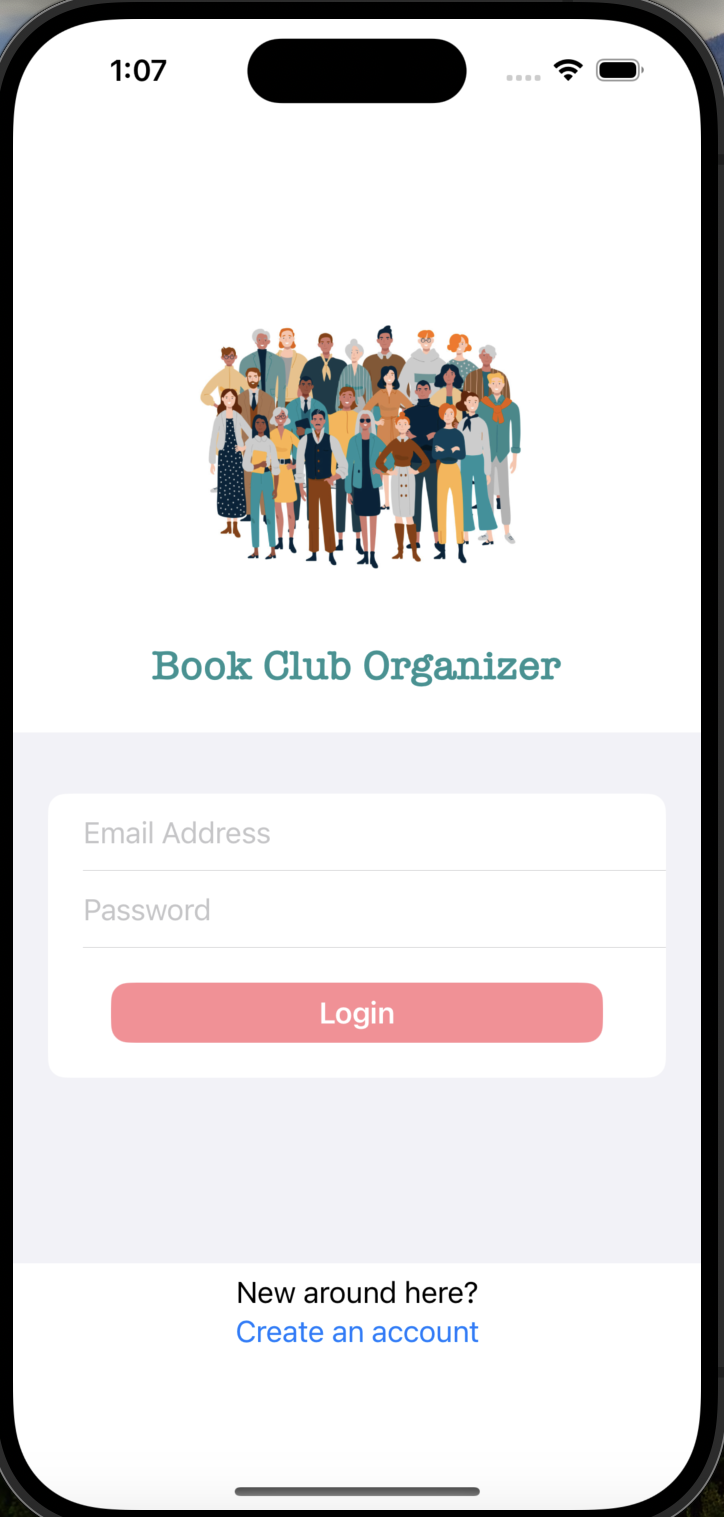 1:07
Book Club Organizer
Email Address
Password
Login
New around here?
Create an account